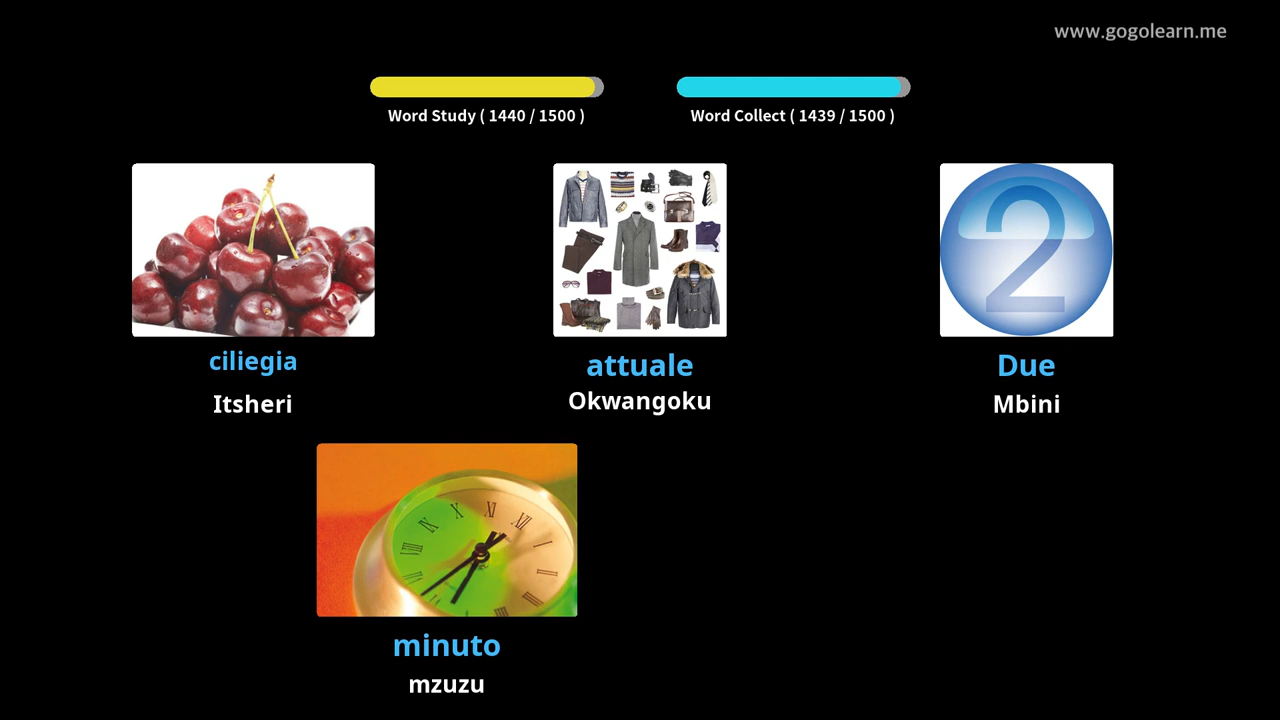 www.gogolearn.me
Word Study ( 1440 / 1500 )
Word Collect ( 1439 / 1500 )
2
ciliegia
Itsheri
attuale
Okwangoku
Due
Mbini
minuto
mzuzu